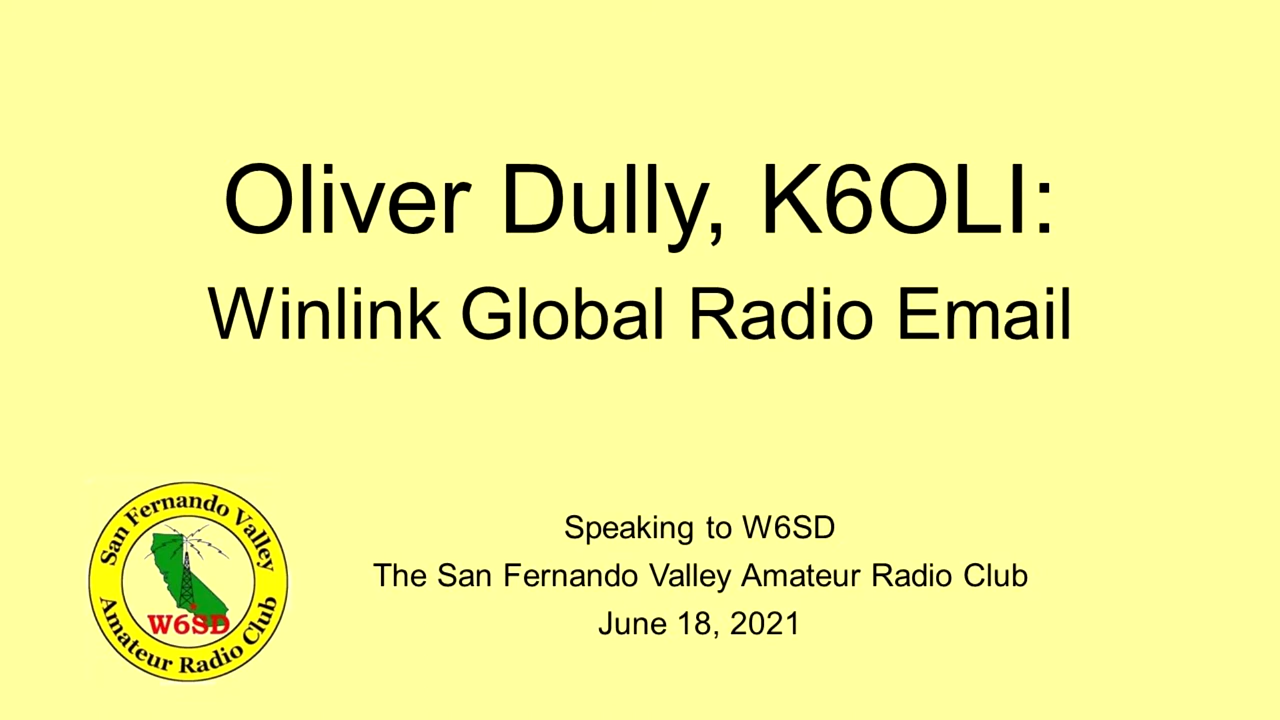 Oliver Dully, K6OLI:
Winlink Global Radio Email
Speaking to W6SD
The San Fernando Valley Amateur Radio Club
June 18, 2021
San Fernando Valley
W6SD
Amateur Radio Club